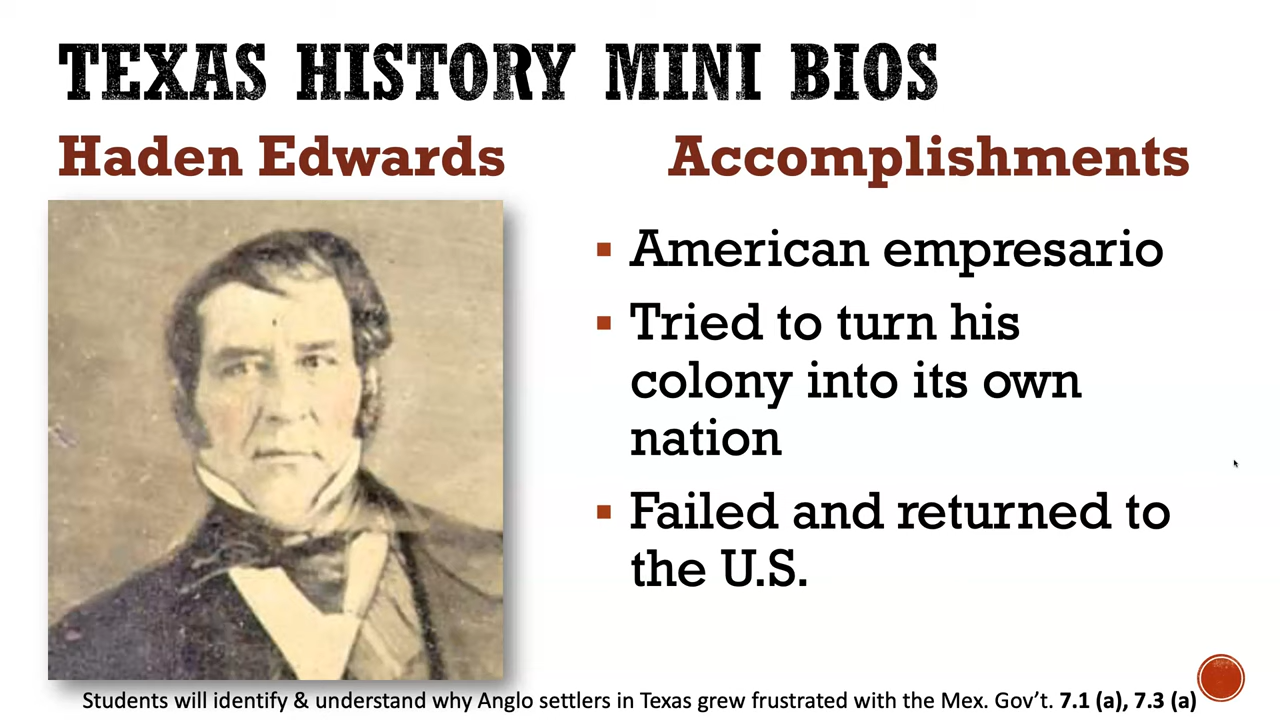 TEXAS HISTORY MINI BIOS
Haden Edwards
Accomplishments
▪ American empresario
▪ Tried to turn his
colony into its own
nation
▪ Failed and returned to
the U.S.
Students will identify & understand why Anglo settlers in Texas grew frustrated with the Mex. Gov't. 7.1 (a), 7.3 (a)